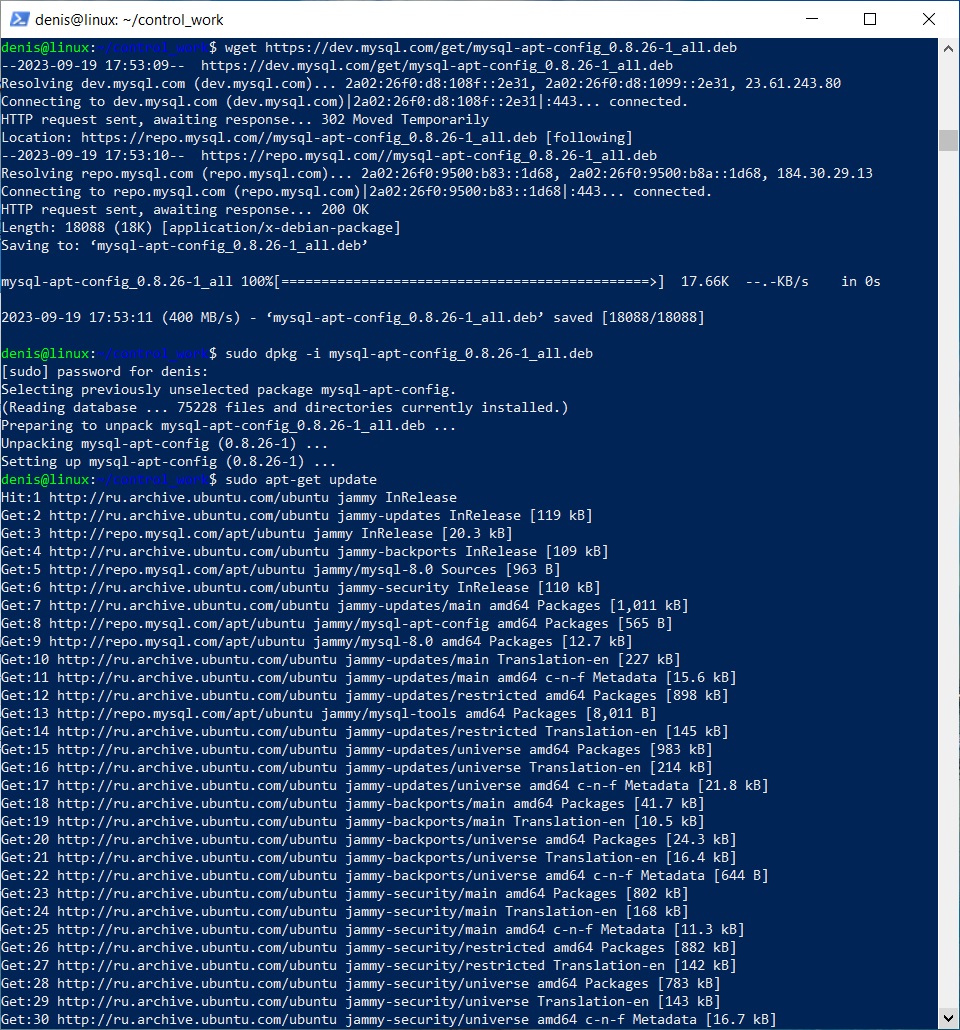 denis@linux: ~/control_work
denis@linux:~/control_work$ wget https://dev.mysql.com/get/mysql-apt-config_0.8.26-1_all.deb
--2023-09-19 17:53:09--  https://dev.mysql.com/get/mysql-apt-config_0.8.26-1_all.deb
Resolving dev.mysql.com (dev.mysql.com)... 2a02:26f0:d8:108f::2e31, 2a02:26f0:d8:1099::2e31, 23.61.243.80
Connecting to dev.mysql.com (dev.mysql.com)|2a02:26f0:d8:108f::2e31|:443... connected.
HTTP request sent, awaiting response... 302 Moved Temporarily
Location: https://repo.mysql.com//mysql-apt-config_0.8.26-1_all.deb [following]
--2023-09-19 17:53:10--  https://repo.mysql.com//mysql-apt-config_0.8.26-1_all.deb
Resolving repo.mysql.com (repo.mysql.com)... 2a02:26f0:9500:b83::1d68, 2a02:26f0:9500:b8a::1d68, 184.30.29.13
Connecting to repo.mysql.com (repo.mysql.com)|2a02:26f0:9500:b83::1d68|:443... connected.
HTTP request sent, awaiting response... 200 OK
Length: 18088 (18K) [application/x-debian-package]
Saving to: ‘mysql-apt-config_0.8.26-1_all.deb’
mysql-apt-config_0.8.26-1_all 100%[==============================================>]  17.66K  --.-KB/s    in 0s
2023-09-19 17:53:11 (400 MB/s) - ‘mysql-apt-config_0.8.26-1_all.deb’ saved [18088/18088]
denis@linux:~/control_work$ sudo dpkg -i mysql-apt-config_0.8.26-1_all.deb
[sudo] password for denis:
Selecting previously unselected package mysql-apt-config.
(Reading database ... 75228 files and directories currently installed.)
Preparing to unpack mysql-apt-config_0.8.26-1_all.deb ...
Unpacking mysql-apt-config (0.8.26-1) ...
Setting up mysql-apt-config (0.8.26-1) ...
denis@linux:~/control_work$ sudo apt-get update
Hit:1 http://ru.archive.ubuntu.com/ubuntu jammy InRelease
Get:2 http://ru.archive.ubuntu.com/ubuntu jammy-updates InRelease [119 kB]
Get:3 http://repo.mysql.com/apt/ubuntu jammy InRelease [20.3 kB]
Get:4 http://ru.archive.ubuntu.com/ubuntu jammy-backports InRelease [109 kB]
Get:5 http://repo.mysql.com/apt/ubuntu jammy/mysql-8.0 Sources [963 B]
Get:6 http://ru.archive.ubuntu.com/ubuntu jammy-security InRelease [110 kB]
Get:7 http://ru.archive.ubuntu.com/ubuntu jammy-updates/main amd64 Packages [1,011 kB]
Get:8 http://repo.mysql.com/apt/ubuntu jammy/mysql-apt-config amd64 Packages [565 B]
Get:9 http://repo.mysql.com/apt/ubuntu jammy/mysql-8.0 amd64 Packages [12.7 kB]
Get:10 http://ru.archive.ubuntu.com/ubuntu jammy-updates/main Translation-en [227 kB]
Get:11 http://ru.archive.ubuntu.com/ubuntu jammy-updates/main amd64 c-n-f Metadata [15.6 kB]
Get:12 http://ru.archive.ubuntu.com/ubuntu jammy-updates/restricted amd64 Packages [898 kB]
Get:13 http://repo.mysql.com/apt/ubuntu jammy/mysql-tools amd64 Packages [8,011 B]
Get:14 http://ru.archive.ubuntu.com/ubuntu jammy-updates/restricted Translation-en [145 kB]
Get:15 http://ru.archive.ubuntu.com/ubuntu jammy-updates/universe amd64 Packages [983 kB]
Get:16 http://ru.archive.ubuntu.com/ubuntu jammy-updates/universe Translation-en [214 kB]
Get:17 http://ru.archive.ubuntu.com/ubuntu jammy-updates/universe amd64 c-n-f Metadata [21.8 kB]
Get:18 http://ru.archive.ubuntu.com/ubuntu jammy-backports/main amd64 Packages [41.7 kB]
Get:19 http://ru.archive.ubuntu.com/ubuntu jammy-backports/main Translation-en [10.5 kB]
Get:20 http://ru.archive.ubuntu.com/ubuntu jammy-backports/universe amd64 Packages [24.3 kB]
Get:21 http://ru.archive.ubuntu.com/ubuntu jammy-backports/universe Translation-en [16.4 kB]
Get:22 http://ru.archive.ubuntu.com/ubuntu jammy-backports/universe amd64 c-n-f Metadata [644 B]
Get:23 http://ru.archive.ubuntu.com/ubuntu jammy-security/main amd64 Packages [802 kB]
Get:24 http://ru.archive.ubuntu.com/ubuntu jammy-security/main Translation-en [168 kB]
Get:25 http://ru.archive.ubuntu.com/ubuntu jammy-security/main amd64 c-n-f Metadata [11.3 kB]
Get:26 http://ru.archive.ubuntu.com/ubuntu jammy-security/restricted amd64 Packages [882 kB]
Get:27 http://ru.archive.ubuntu.com/ubuntu jammy-security/restricted Translation-en [142 kB]
Get:28 http://ru.archive.ubuntu.com/ubuntu jammy-security/universe amd64 Packages [783 kB]
Get:29 http://ru.archive.ubuntu.com/ubuntu jammy-security/universe Translation-en [143 kB]
Get:30 http://ru.archive.ubuntu.com/ubuntu jammy-security/universe amd64 c-n-f Metadata [16.7 kB]